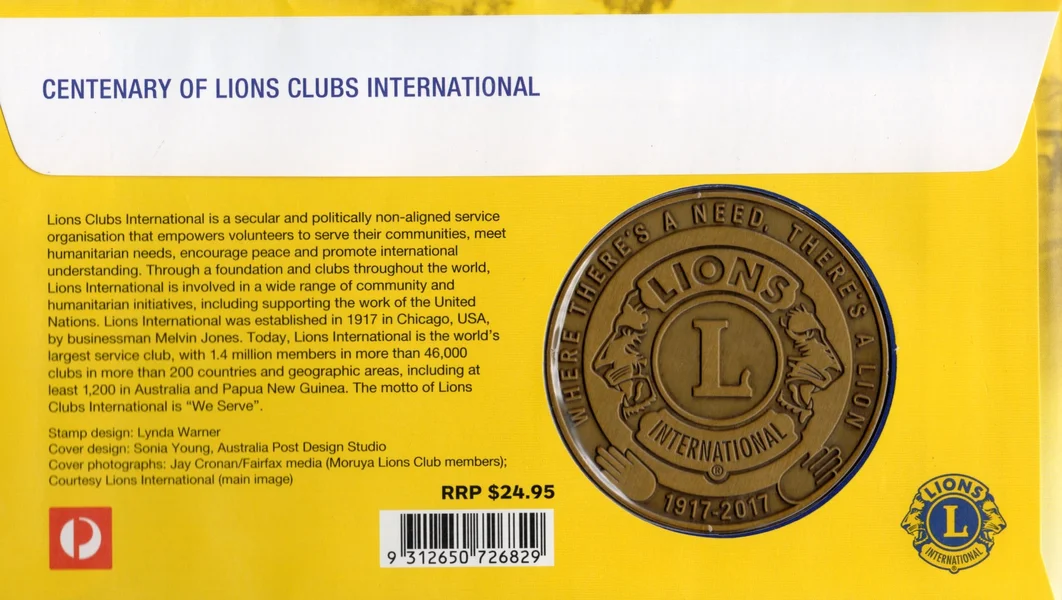 CENTENARY OF LIONS CLUBS INTERNATIONAL
Lions Clubs International is a secular and politically non-aligned service
organisation that empowers volunteers to serve their communities, meet
humanitarian needs, encourage peace and promote international
understanding. Through a foundation and clubs throughout the world,
Lions International is involved in a wide range of community and
humanitarian initiatives, including supporting the work of the United
Nations. Lions International was established in 1917 in Chicago, USA,
by businessman Melvin Jones. Today, Lions International is the world's
largest service club, with 1.4 million members in more than 46,000
clubs in more than 200 countries and geographic areas, including at
least 1,200 in Australia and Papua New Guinea. The motto of Lions
Clubs International is “We Serve”.
Stamp design: Lynda Warner
Cover design: Sonia Young, Australia Post Design Studio
Cover photographs: Jay Cronan/Fairfax media (Moruya Lions Club members);
Courtesy Lions International (main image)
RRP $24.95
9 312650 726829
WHERE THERE'S A NEED, THERE'S A LION
LIONS
L
INTERNATIONAL
®
1917-2017
LIONS
L
INTERNATIONAL
®